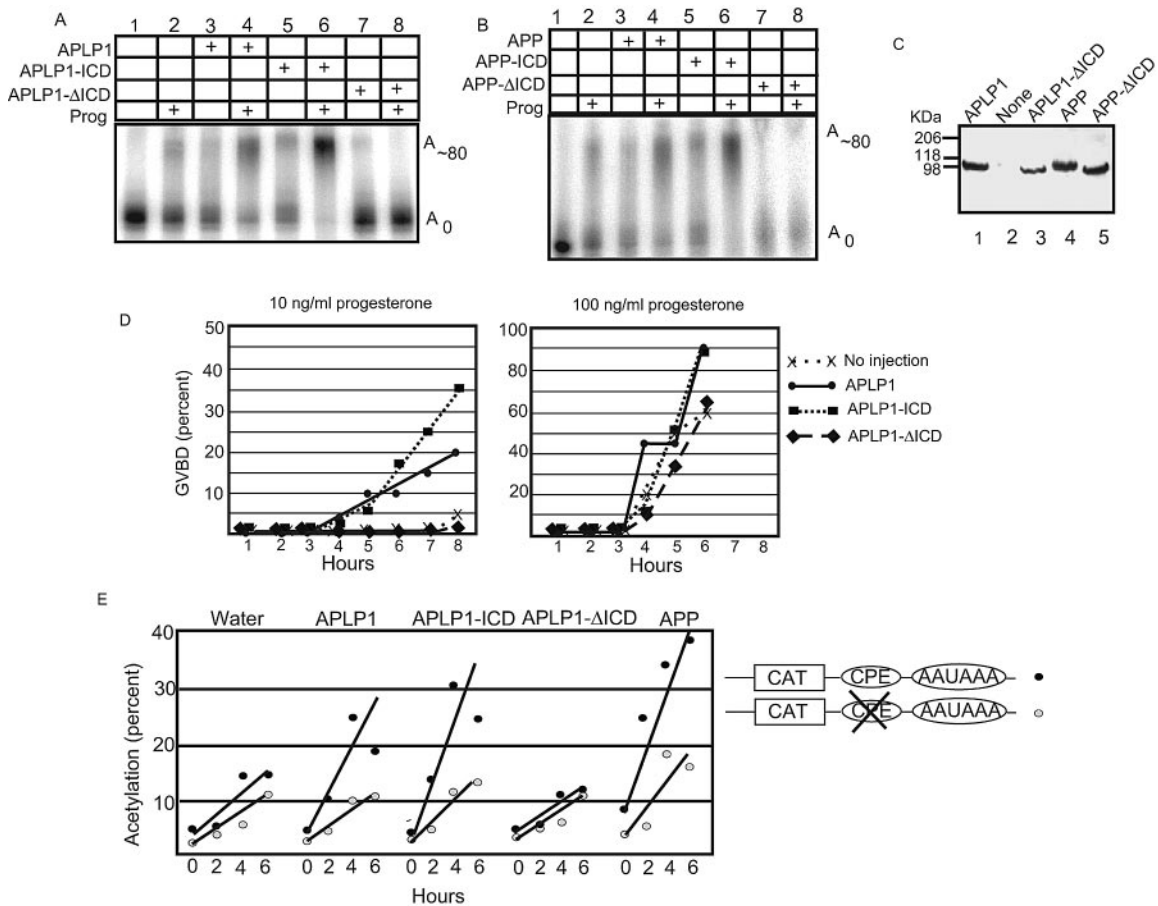 A
1 2 3 4 5 6 7 8
APLP1 + +
APLP1-ICD + +
APLP1-ΔICD + +
Prog + + + +
A ~80
A 0
B
1 2 3 4 5 6 7 8
APP + +
APP-ICD + +
APP-ΔICD + +
Prog + + + +
A ~80
A 0
C
APLP1 None APLP1-ΔICD APP APP-ΔICD
KDa
206
118
98
1 2 3 4 5
D
10 ng/ml progesterone
50
40
30
20
10
GVBD (percent)
1 2 3 4 5 6 7 8
Hours
100 ng/ml progesterone
100
80
60
40
20
1 2 3 4 5 6 7 8
Hours
No injection
APLP1
APLP1-ICD
APLP1-ΔICD
E
Water APLP1 APLP1-ICD APLP1-ΔICD APP
40
30
20
10
Acetylation (percent)
0 2 4 6 0 2 4 6 0 2 4 6 0 2 4 6 0 2 4 6
Hours
CAT CPE AAUAAA
CAT CPE AAUAAA